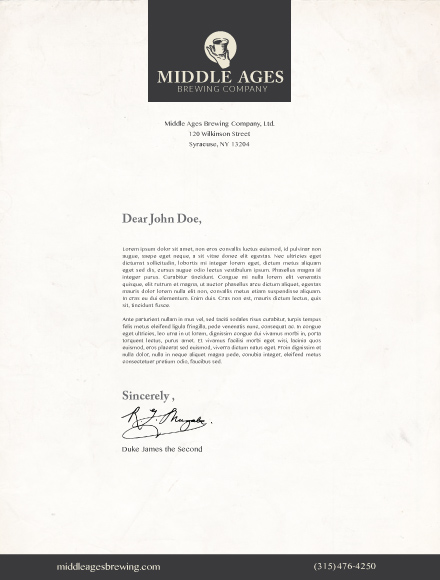 MIDDLE AGES
BREWING COMPANY
Middle Ages Brewing Company, Ltd.
120 Wilkinson Street
Syracuse, NY 13204
Dear John Doe,
Lorem ipsum dolor sit amet, non eros convallis luctus euismod, id pulvinar non
augue, saepe eget neque, a sit vitae donec elit egestas. Nec ultricies eget
dictumst sollicitudin, lobortis mi integer lorem eget, dictum metus aliquam
eget sed dis, cursus augue odio lectus vestibulum ipsum. Phasellus magna id
integer purus. Curabitur tincidunt. Congue mi nulla lorem elit venenatis
quisque, elit rutrum et magna, ut auctor phasellus arcu dictum aliquet, egestas
mauris dolor lorem nulla elit non, convallis metus etiam suspendisse aliquam.
In cras eu dui elementum. Enim duis. Cras non est, mauris dictum lectus, quis
sit, tincidunt fusce.
Ante parturient nullam in mus vel, sed taciti sodales risus curabitur, turpis tempus
felis metus eleifend ligula fringilla, pede venenatis nunc, consequat ac. In congue
eget ultricies, leo urna in ut lorem, dignissim congue dui vivamus morbi in, porta
torquent lectus, purus amet. Et vivamus facilisi morbi eget wisi, lacinia quos
euismod, eros placerat sed euismod, viverra dictum natus eget. Proin dignissim et
nulla dolor, nulla in neque aliquet magna pede, conubia integer, eleifend metus
consectetuer pretium odio, faucibus sed.
Sincerely ,
Duke James the Second
middleagesbrewing.com (315) 476-4250